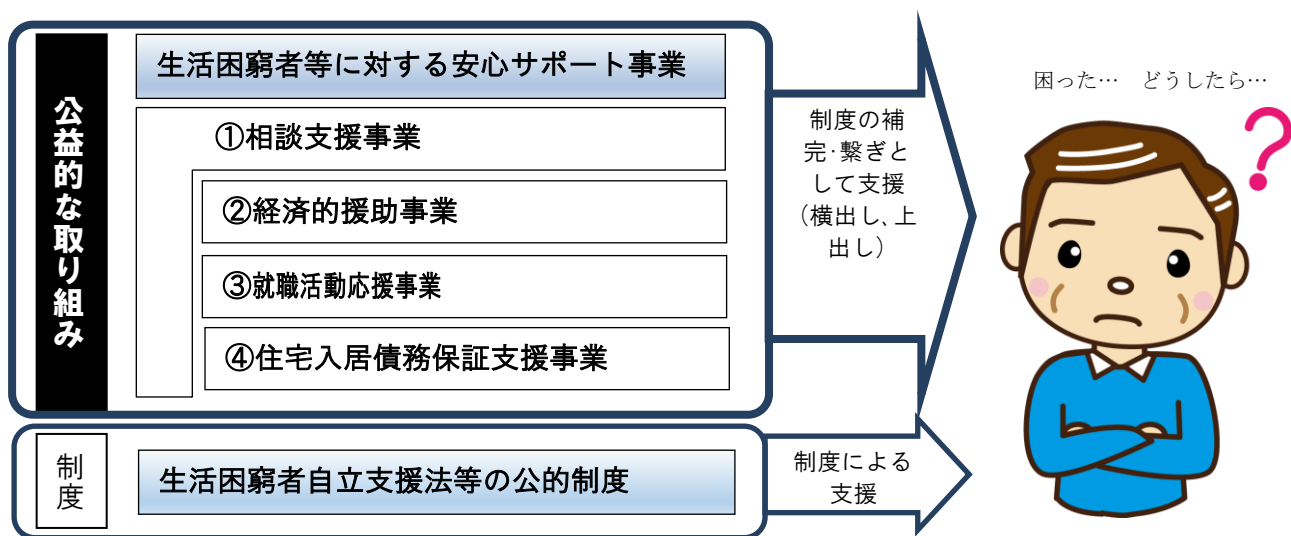 公益的な取り組み
生活困窮者等に対する安心サポート事業
①相談支援事業
②経済的援助事業
③就職活動応援事業
④住宅入居債務保証支援事業
制度の補
完・繋ぎと
して支援
(横出し、上
出し)
困った… どうしたら…
?
制度
生活困窮者自立支援法等の公的制度
制度による
支援